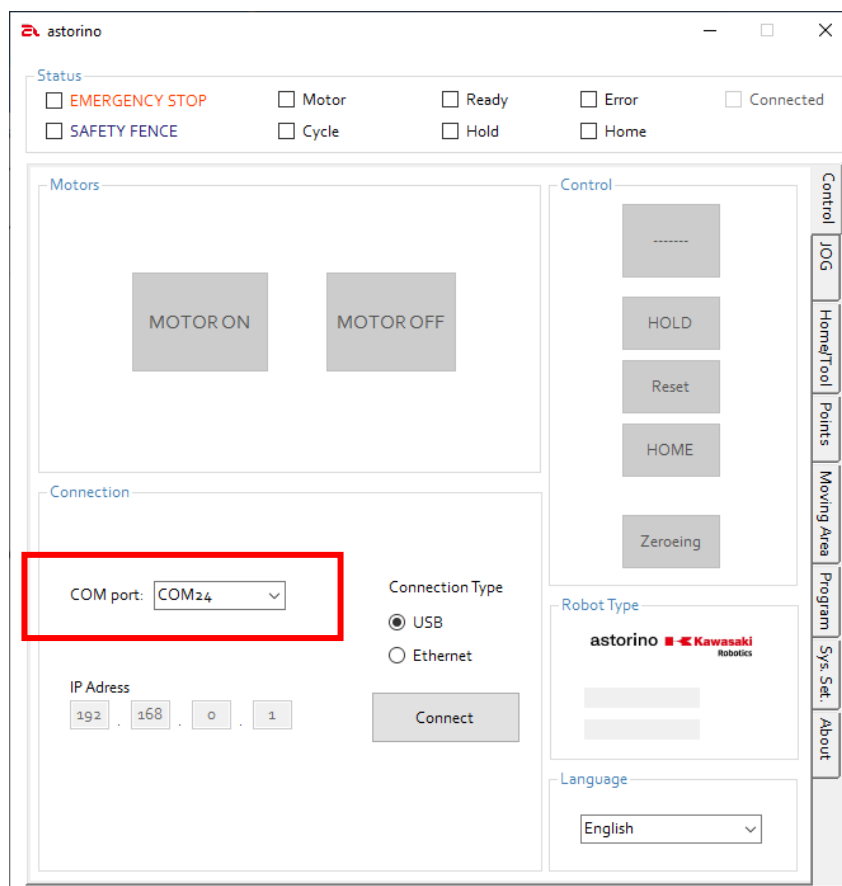 astorino
Status
EMERGENCY STOP
Motor
Ready
Error
Connected
SAFETY FENCE
Cycle
Hold
Home
Motors
MOTOR ON
MOTOR OFF
Control
-------
HOLD
Reset
HOME
Zeroeing
Connection
COM port: COM24
Connection Type
USB
Ethernet
IP Adress
192 . 168 . 0 . 1
Connect
Robot Type
astorino Kawasaki
Robotics
Language
English
Control
JOG
Home/Tool
Points
Moving Area
Program
Sys. Set.
About